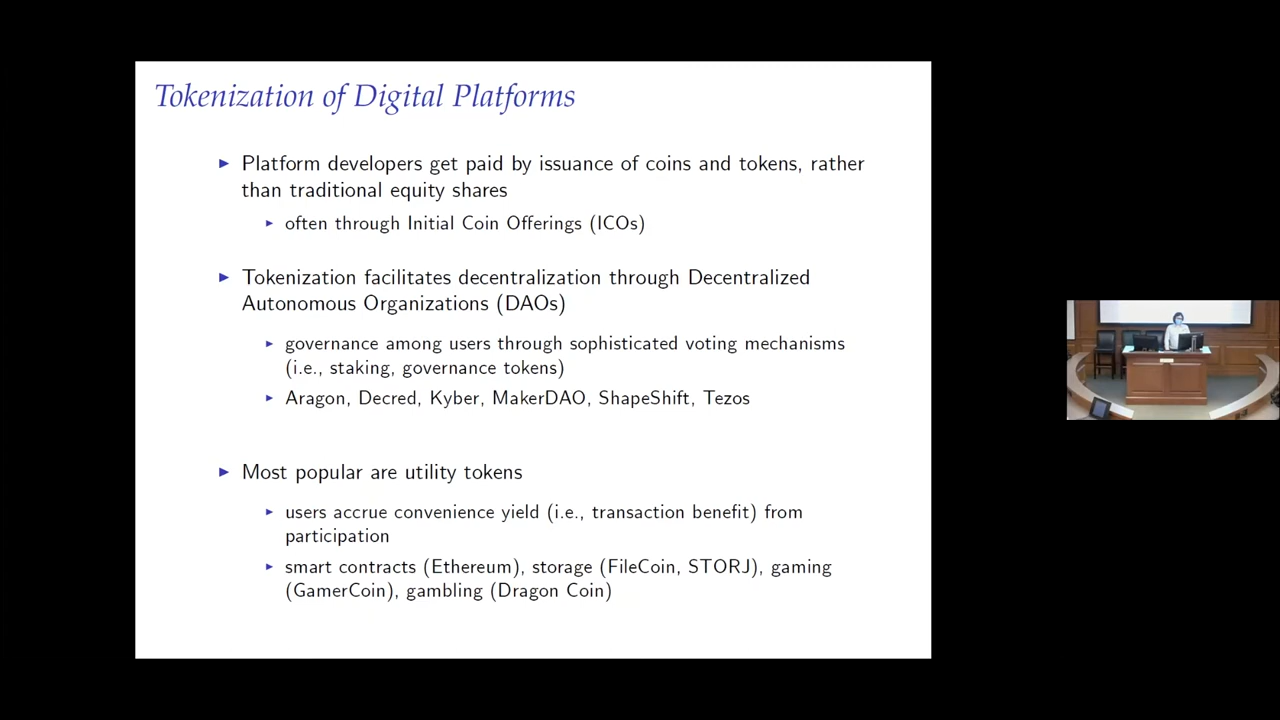 Tokenization of Digital Platforms
Platform developers get paid by issuance of coins and tokens, rather
than traditional equity shares
often through Initial Coin Offerings (ICOs)
Tokenization facilitates decentralization through Decentralized
Autonomous Organizations (DAOs)
governance among users through sophisticated voting mechanisms
(i.e., staking, governance tokens)
Aragon, Decred, Kyber, MakerDAO, ShapeShift, Tezos
Most popular are utility tokens
users accrue convenience yield (i.e., transaction benefit) from
participation
smart contracts (Ethereum), storage (FileCoin, STORJ), gaming
(GamerCoin), gambling (Dragon Coin)